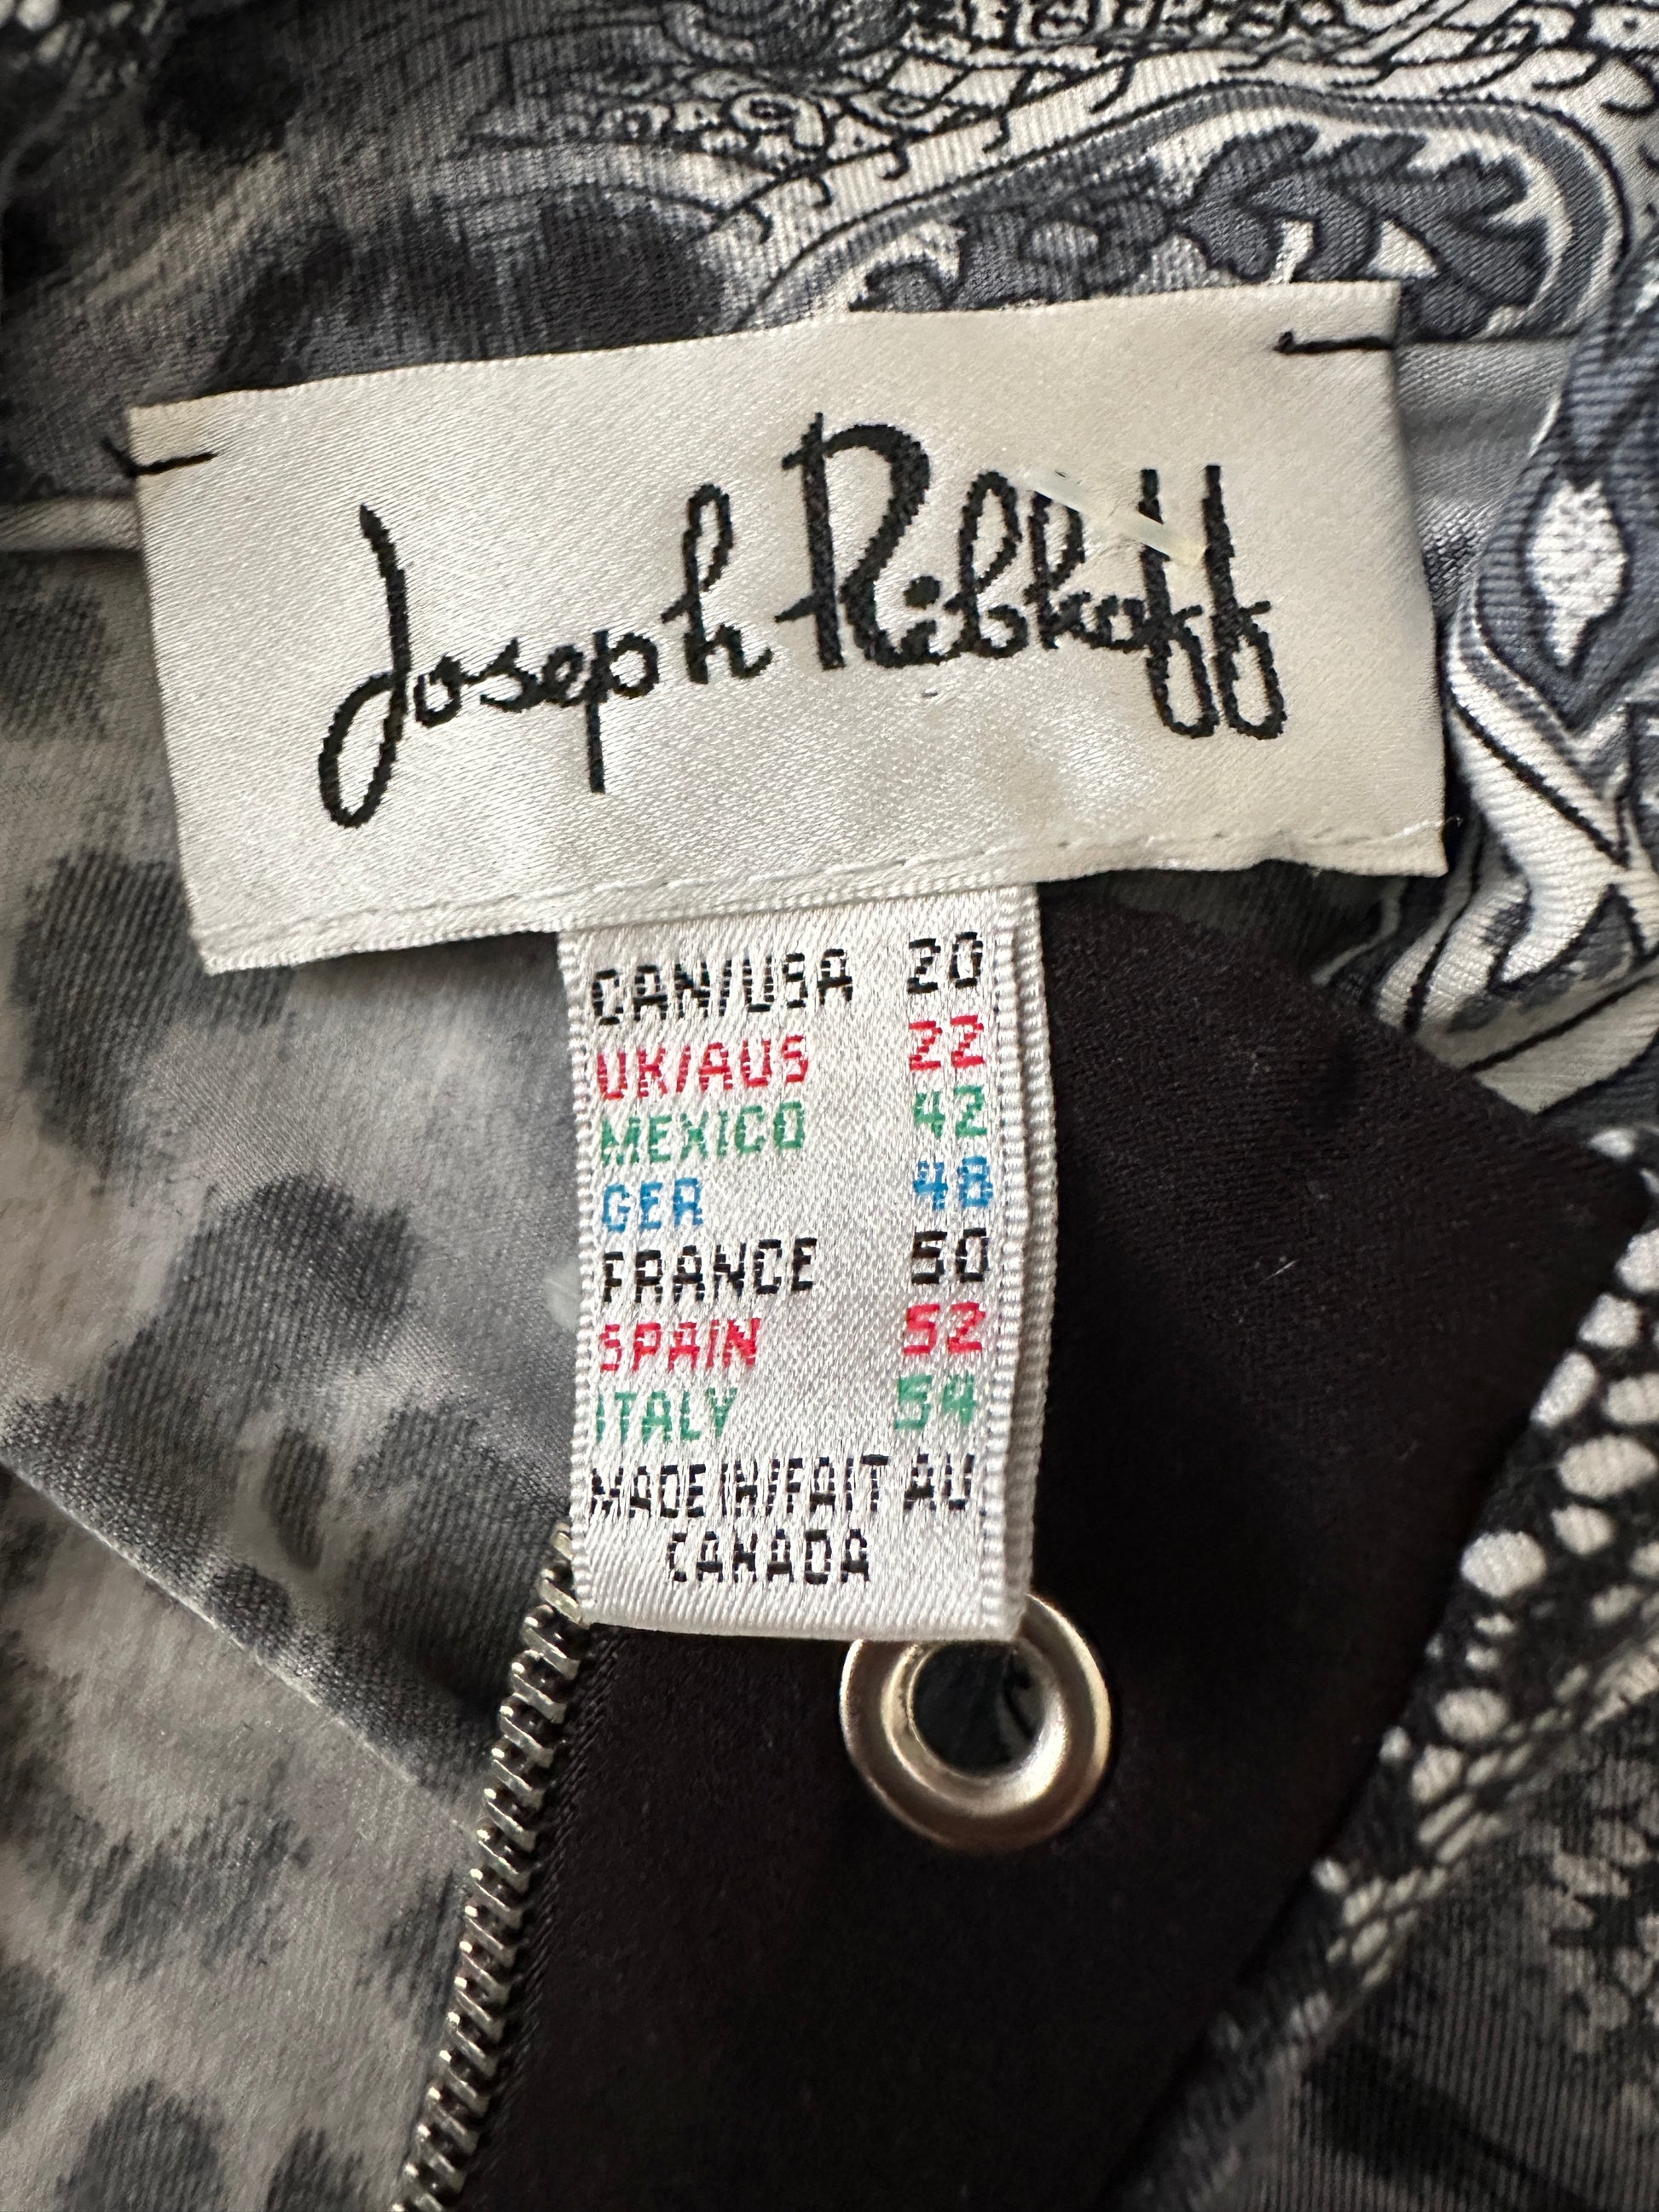 Joseph Ribkoff
CAN/USA 20
UK/AUS 22
MEXICO 42
GER 48
FRANCE 50
SPAIN 52
ITALY 54
MADE IN/FAIT AU
CANADA